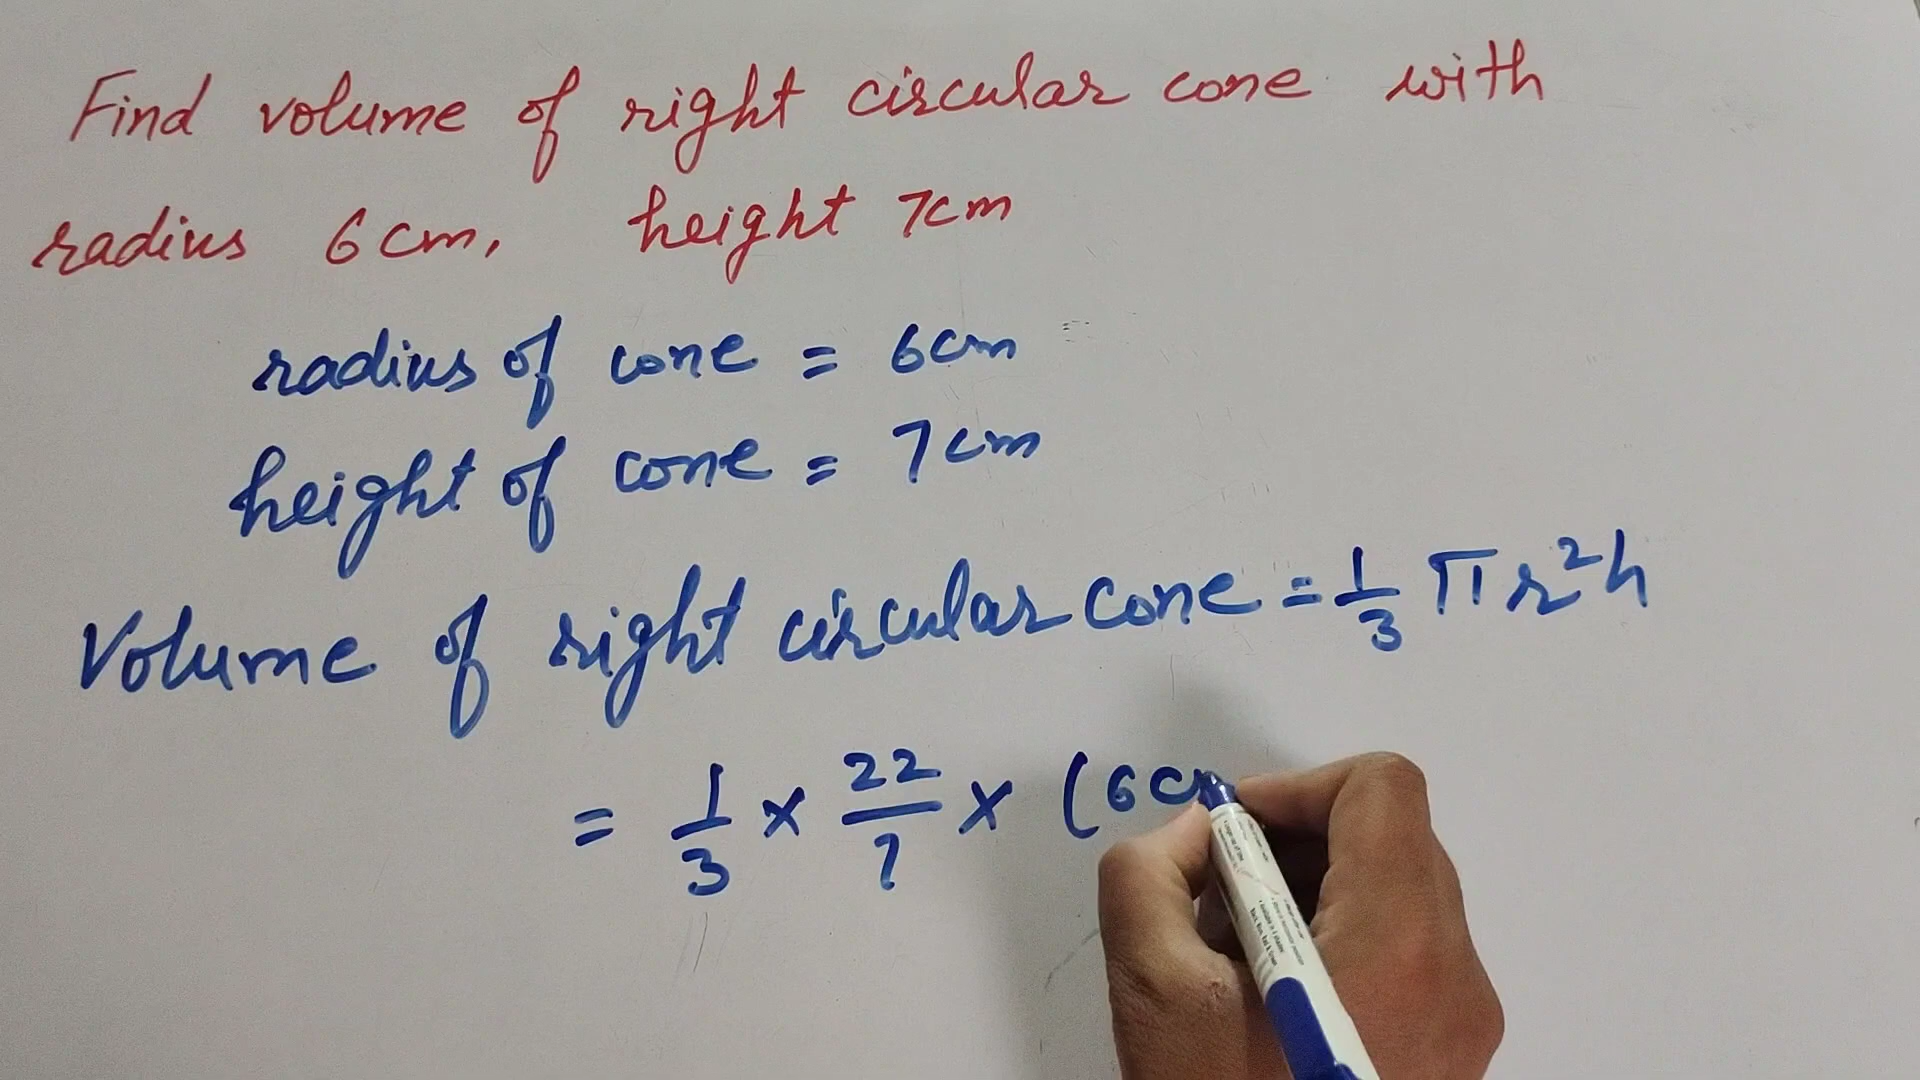 Find volume of right circular cone with
radius 6cm, height 7cm
radius of cone = 6cm
height of cone = 7cm
Volume of right circular cone = 1/3 πr²h
= 1/3 × 22/7 × (6c